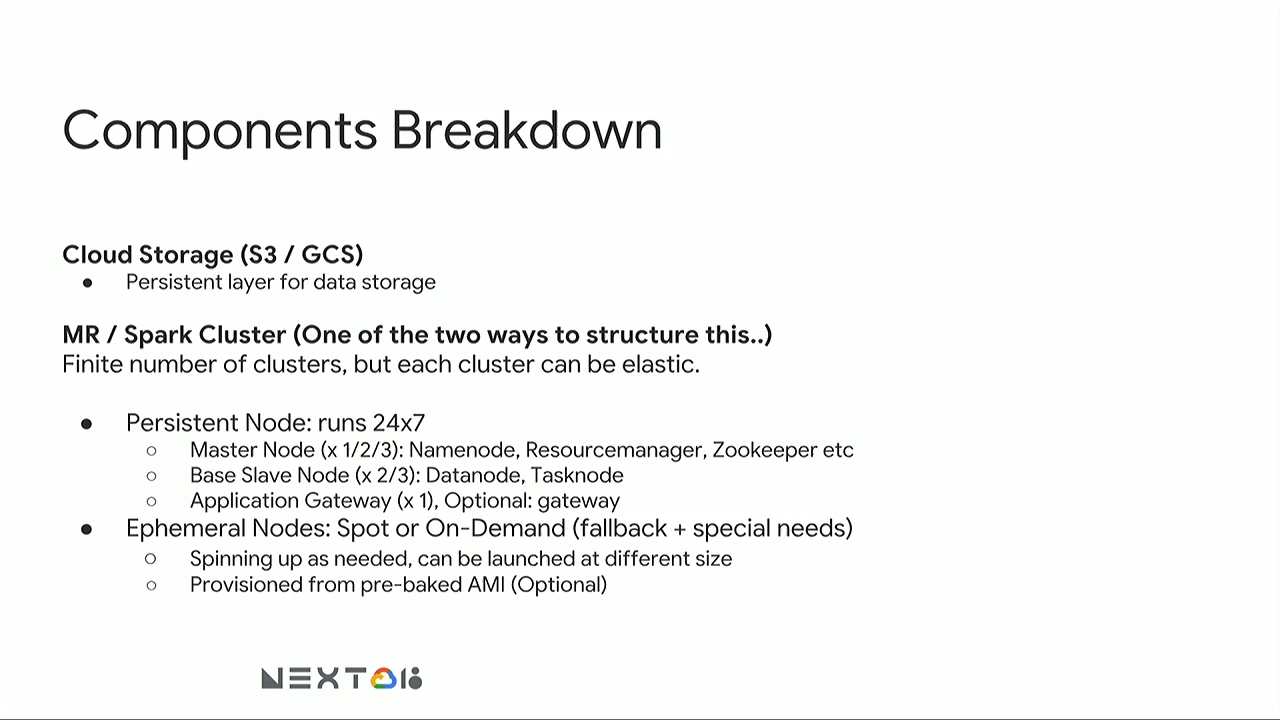 Components Breakdown
Cloud Storage (S3 / GCS)
● Persistent layer for data storage
MR / Spark Cluster (One of the two ways to structure this..)
Finite number of clusters, but each cluster can be elastic.
● Persistent Node: runs 24x7
○ Master Node (x 1/2/3): Namenode, Resourcemanager, Zookeeper etc
○ Base Slave Node (x 2/3): Datanode, Tasknode
○ Application Gateway (x 1), Optional: gateway
● Ephemeral Nodes: Spot or On-Demand (fallback + special needs)
○ Spinning up as needed, can be launched at different size
○ Provisioned from pre-baked AMI (Optional)
NEXT 18